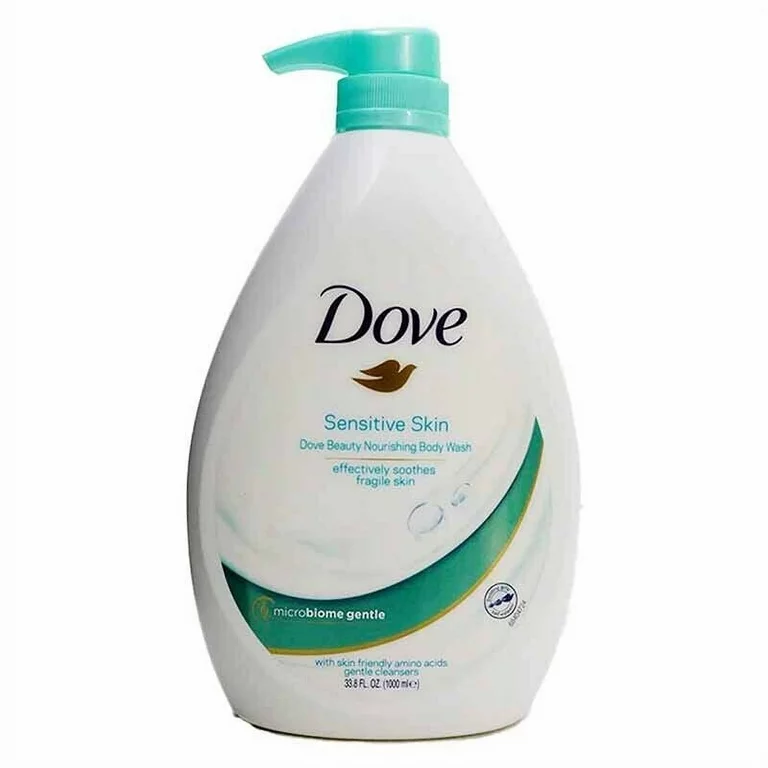 Dove
Sensitive Skin
Dove Beauty Nourishing Body Wash
effectively soothes
fragile skin
microbiome gentle
with skin friendly amino acids
gentle cleansers
33.8 FL. OZ. (1000 ml ℮)